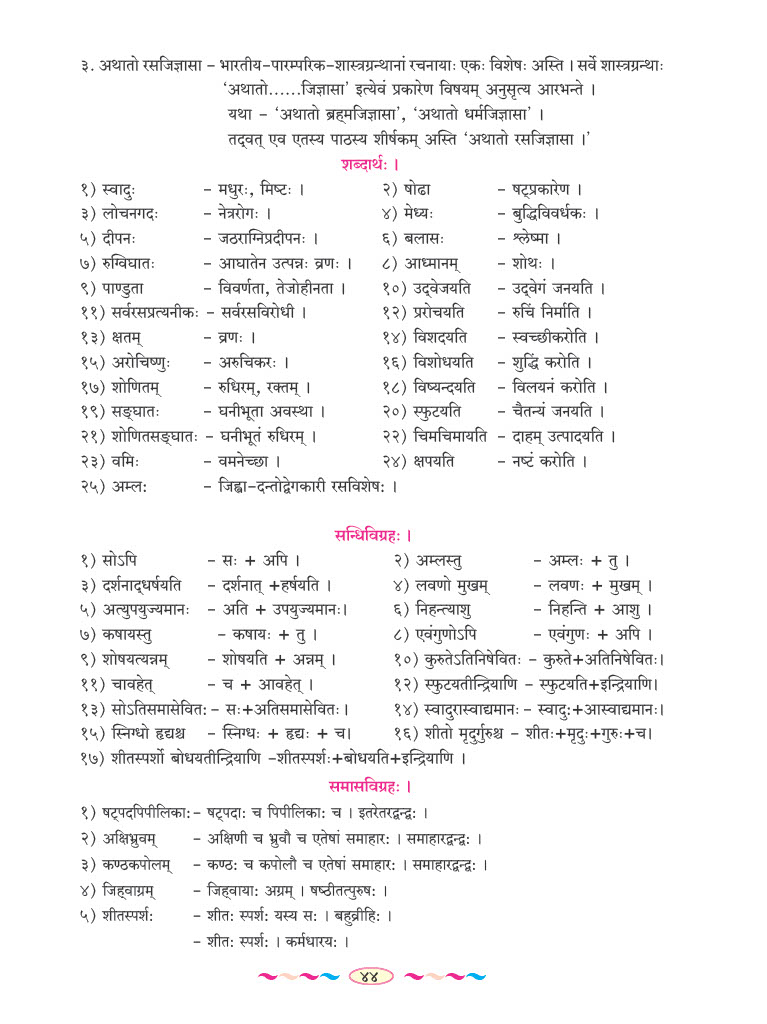 ३. अथातो रसजिज्ञासा - भारतीय-पारम्परिक-शास्त्रग्रन्थानां रचनायाः एकः विशेषः अस्ति । सर्वे शास्त्रग्रन्थाः
‘अथातो......जिज्ञासा’ इत्येवं प्रकारेण विषयम् अनुसृत्य आरभन्ते ।
यथा - ‘अथातो ब्रह्मजिज्ञासा’, ‘अथातो धर्मजिज्ञासा’ ।
तद्वत् एव एतस्य पाठस्य शीर्षकम् अस्ति ‘अथातो रसजिज्ञासा ।’
शब्दार्थः ।
१) स्वादुः - मधुरः, मिष्टः । २) षोढा - षट्प्रकारेण ।
३) लोचनगदः - नेत्ररोगः । ४) मेध्यः - बुद्धिविवर्धकः ।
५) दीपनः - जठराग्निप्रदीपनः । ६) बलासः - श्लेष्मा ।
७) रुग्विघातः - आघातेन उत्पन्नः व्रणः । ८) आध्मानम् - शोथः ।
९) पाण्डुता - विवर्णता, तेजोहीनता । १०) उद्वेजयति - उद्वेगं जनयति ।
११) सर्वरसप्रत्यनीकः - सर्वरसविरोधी । १२) प्ररोचयति - रुचिं निर्माति ।
१३) क्षतम् - व्रणः । १४) विशदयति - स्वच्छीकरोति ।
१५) अरोचिष्णुः - अरुचिकरः । १६) विशोधयति - शुद्धिं करोति ।
१७) शोणितम् - रुधिरम्, रक्तम् । १८) विष्यन्दयति - विलयनं करोति ।
१९) सङ्घातः - घनीभूता अवस्था । २०) स्फुटयति - चैतन्यं जनयति ।
२१) शोणितसङ्घातः - घनीभूतं रुधिरम् । २२) चिमचिमायति - दाहम् उत्पादयति ।
२३) वमिः - वमनेच्छा । २४) क्षपयति - नष्टं करोति ।
२५) अम्लः - जिह्वा-दन्तोद्वेगकारी रसविशेषः ।
सन्धिविग्रहः ।
१) सोऽपि - सः + अपि । २) अम्लस्तु - अम्लः + तु ।
३) दर्शनाद्धर्षयति - दर्शनात् +हर्षयति । ४) लवणो मुखम् - लवणः + मुखम् ।
५) अत्युपयुज्यमानः - अति + उपयुज्यमानः। ६) निहन्त्याशु - निहन्ति + आशु ।
७) कषायस्तु - कषायः + तु । ८) एवंगुणोऽपि - एवंगुणः + अपि ।
९) शोषयत्यन्नम् - शोषयति + अन्नम् । १०) कुरुतेऽतिनिषेवितः - कुरुते+अतिनिषेवितः।
११) चावहेत् - च + आवहेत् । १२) स्फुटयतीन्द्रियाणि - स्फुटयति+इन्द्रियाणि।
१३) सोऽतिसमासेवितः - सः+अतिसमासेवितः। १४) स्वादुरास्वाद्यमानः - स्वादुः+आस्वाद्यमानः।
१५) स्निग्धो हृद्यश्च - स्निग्धः + हृद्यः + च। १६) शीतो मृदुर्गुरुश्च - शीतः+मृदुः+गुरुः+च।
१७) शीतस्पर्शो बोधयतीन्द्रियाणि -शीतस्पर्शः+बोधयति+इन्द्रियाणि ।
समासविग्रहः ।
१) षट्पदपिपीलिकाः - षट्पदाः च पिपीलिकाः च । इतरेतरद्वन्द्वः ।
२) अक्षिभ्रुवम् - अक्षिणी च भ्रुवौ च एतेषां समाहारः । समाहारद्वन्द्वः ।
३) कण्ठकपोलम् - कण्ठः च कपोलौ च एतेषां समाहारः । समाहारद्वन्द्वः ।
४) जिह्वाग्रम् - जिह्वायाः अग्रम् । षष्ठीतत्पुरुषः ।
५) शीतस्पर्शः - शीतः स्पर्शः यस्य सः । बहुव्रीहिः ।
- शीतः स्पर्शः । कर्मधारयः ।
४४